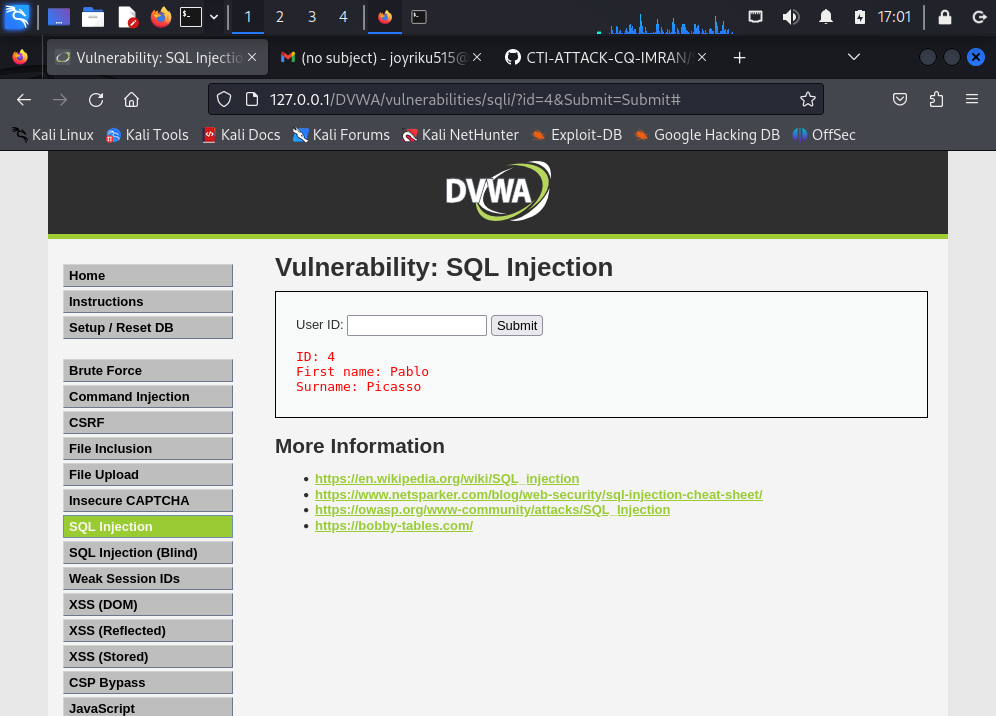 1 2 3 4 17:01
Vulnerability: SQL Injectio
(no subject) - joyriku515@
CTI-ATTACK-CQ-IMRAN/
127.0.0.1/DVWA/vulnerabilities/sqli/?id=4&Submit=Submit#
Kali Linux Kali Tools Kali Docs Kali Forums Kali NetHunter Exploit-DB Google Hacking DB OffSec
DVWA
Home
Instructions
Setup / Reset DB
Brute Force
Command Injection
CSRF
File Inclusion
File Upload
Insecure CAPTCHA
SQL Injection
SQL Injection (Blind)
Weak Session IDs
XSS (DOM)
XSS (Reflected)
XSS (Stored)
CSP Bypass
JavaScript
Vulnerability: SQL Injection
User ID: Submit
ID: 4
First name: Pablo
Surname: Picasso
More Information
https://en.wikipedia.org/wiki/SQL_injection
https://www.netsparker.com/blog/web-security/sql-injection-cheat-sheet/
https://owasp.org/www-community/attacks/SQL_Injection
https://bobby-tables.com/